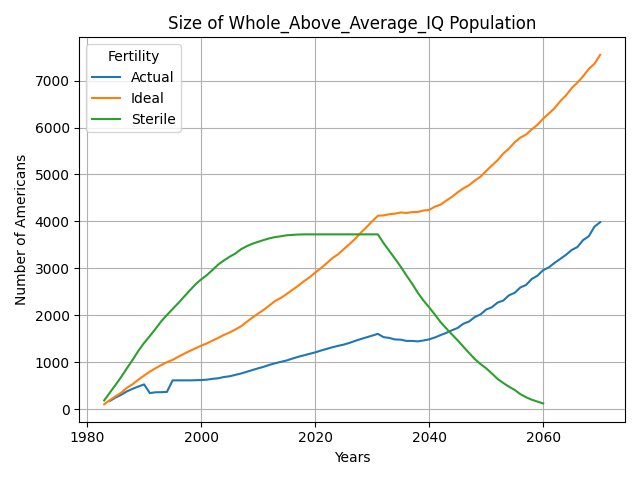 Size of Whole_Above_Average_IQ Population
Fertility
Actual
Ideal
Sterile
Number of Americans
7000
6000
5000
4000
3000
2000
1000
0
1980
2000
2020
2040
2060
Years